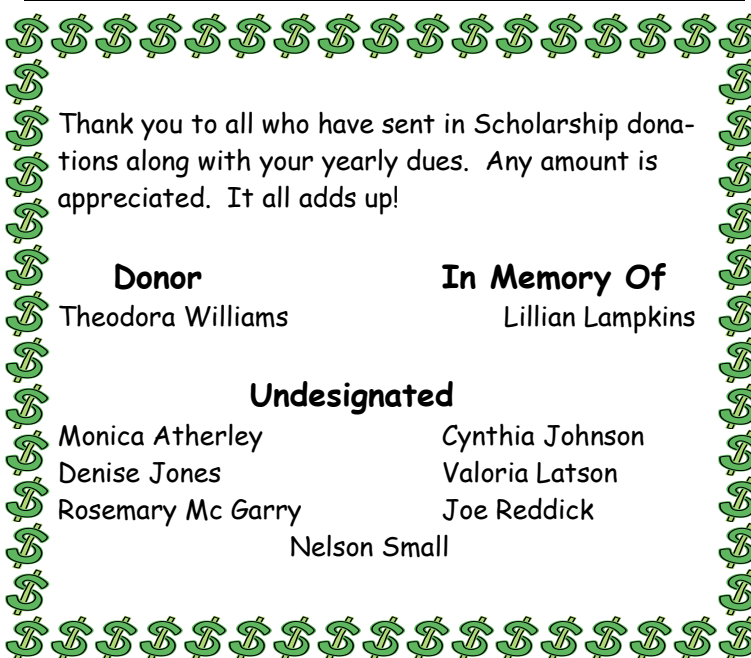 Thank you to all who have sent in Scholarship dona-
tions along with your yearly dues.  Any amount is
appreciated.  It all adds up!
Donor In Memory Of
Theodora Williams Lillian Lampkins
Undesignated
Monica Atherley Cynthia Johnson
Denise Jones Valoria Latson
Rosemary Mc Garry Joe Reddick
Nelson Small